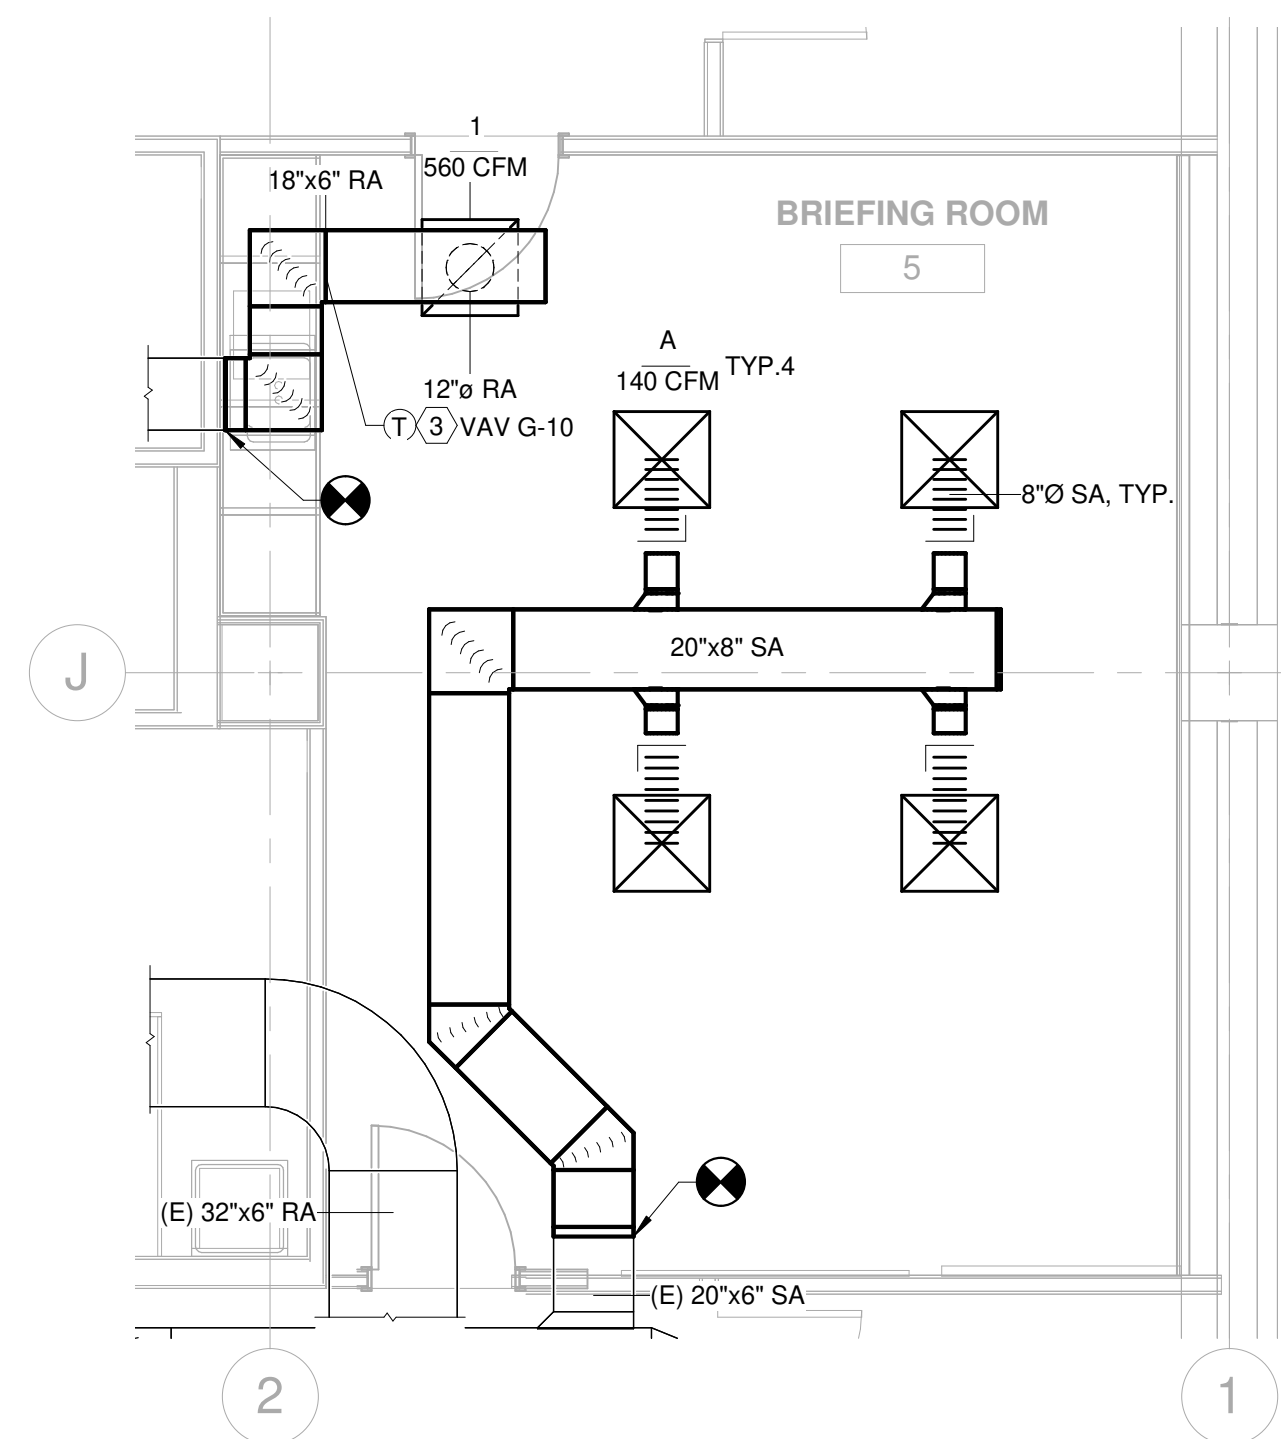 1
560 CFM
18"x6" RA
BRIEFING ROOM
5
A
140 CFM TYP.4
12"ø RA
T 3 VAV G-10
8"Ø SA, TYP.
20"x8" SA
J
(E) 32"x6" RA
(E) 20"x6" SA
2
1